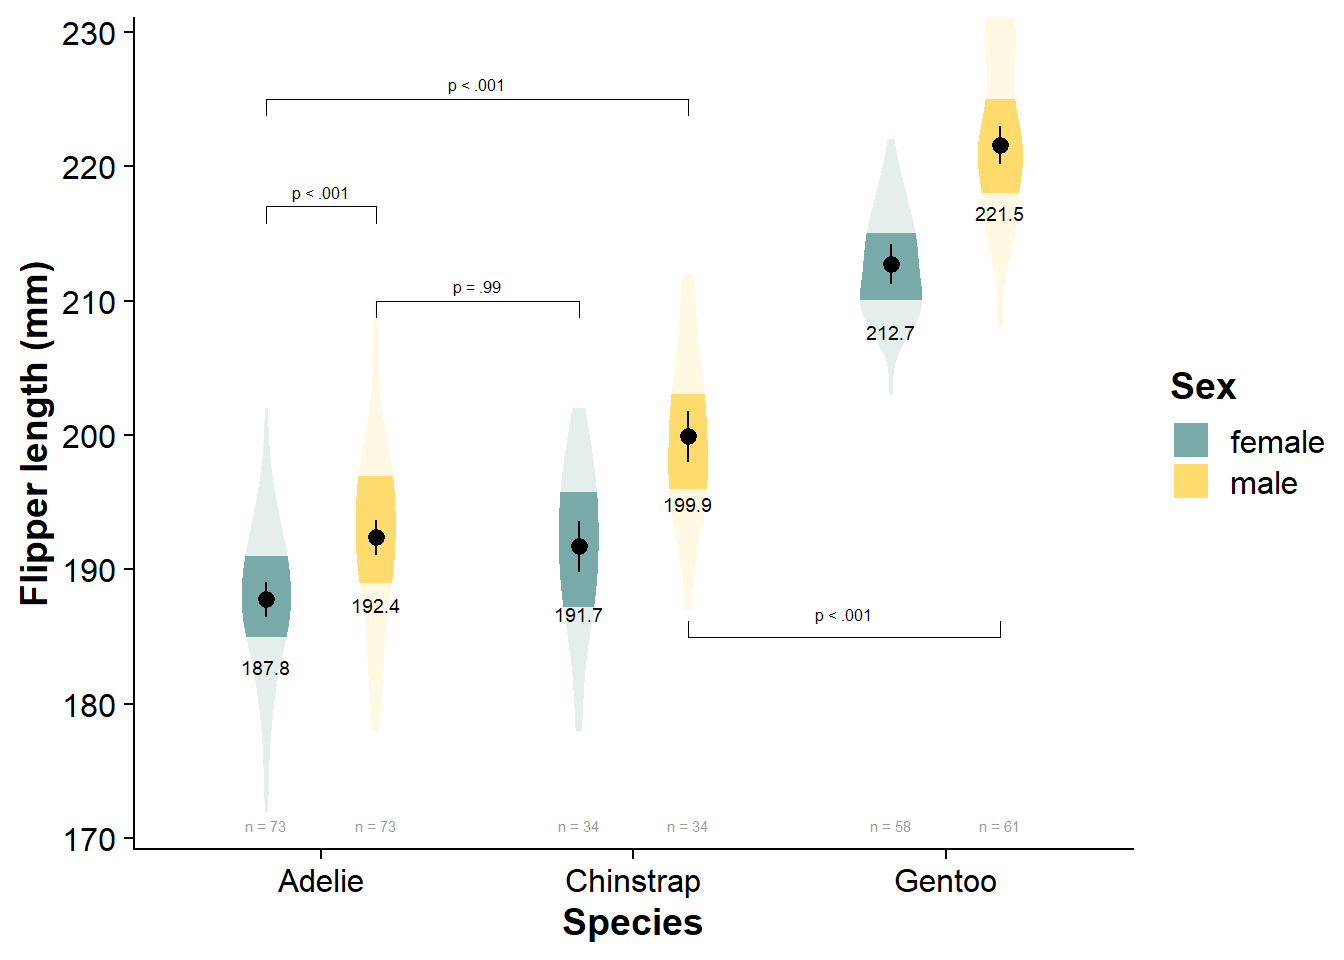 230
220
210
200
190
180
170
Flipper length (mm)
p < .001
p < .001
p = .99
p < .001
187.8
192.4
191.7
199.9
212.7
221.5
n = 73
n = 73
n = 34
n = 34
n = 58
n = 61
Adelie
Chinstrap
Gentoo
Species
Sex
female
male